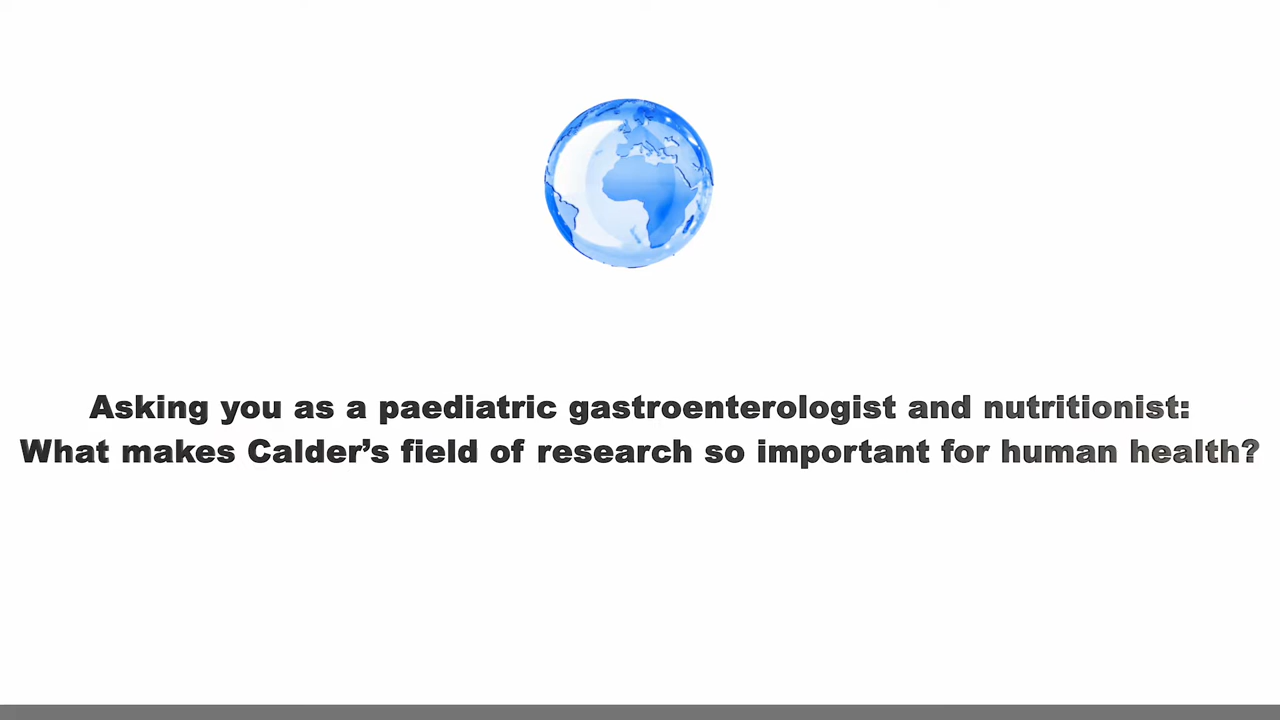 Asking you as a paediatric gastroenterologist and nutritionist:
What makes Calder’s field of research so important for human health?